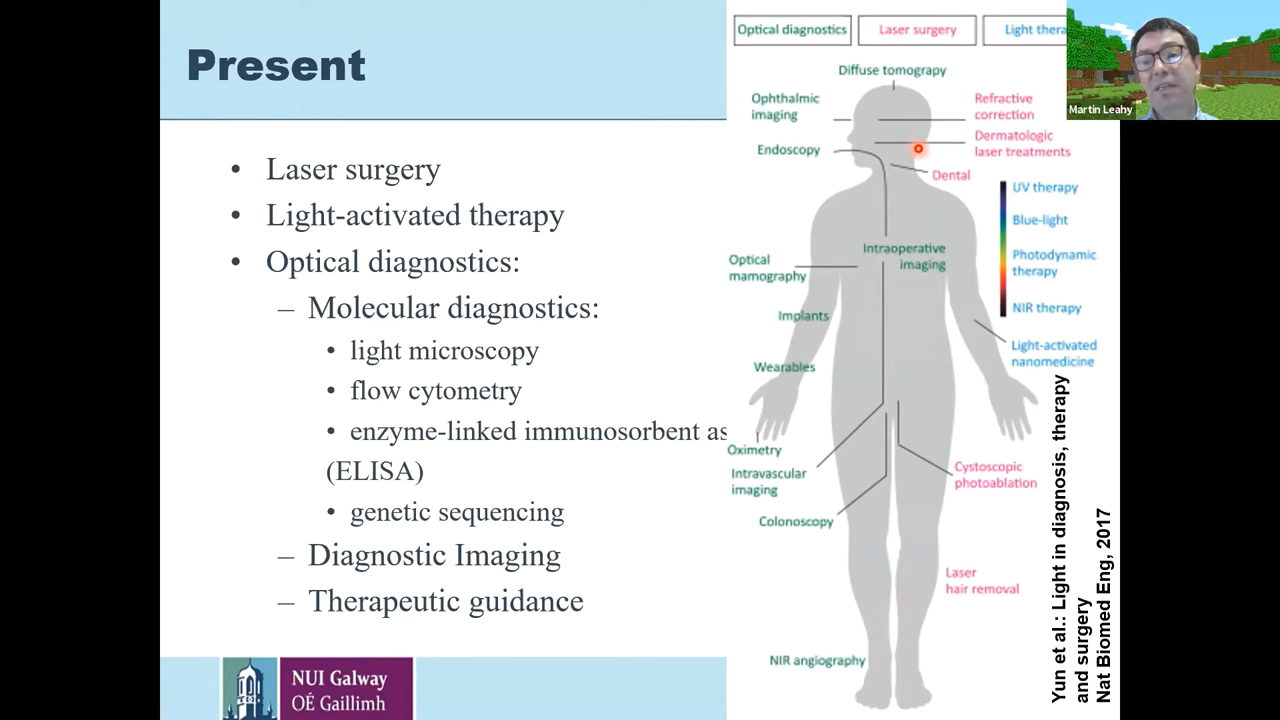 Present
• Laser surgery
• Light-activated therapy
• Optical diagnostics:
– Molecular diagnostics:
• light microscopy
• flow cytometry
• enzyme-linked immunosorbent as
(ELISA)
• genetic sequencing
– Diagnostic Imaging
– Therapeutic guidance
NUI Galway
OÉ Gaillimh
Optical diagnostics
Laser surgery
Light thera
Diffuse tomograpy
Ophthalmic
imaging
Endoscopy
Refractive
correction
Dermatologic
laser treatments
Dental
UV therapy
Blue-light
Photodynamic
therapy
NIR therapy
Intraoperative
imaging
Optical
mamography
Implants
Wearables
Light-activated
nanomedicine
Oximetry
Intravascular
imaging
Colonoscopy
Cystoscopic
photoablation
Laser
hair removal
NIR angiography
Yun et al.: Light in diagnosis, therapy
and surgery
Nat Biomed Eng, 2017
Martin Leahy